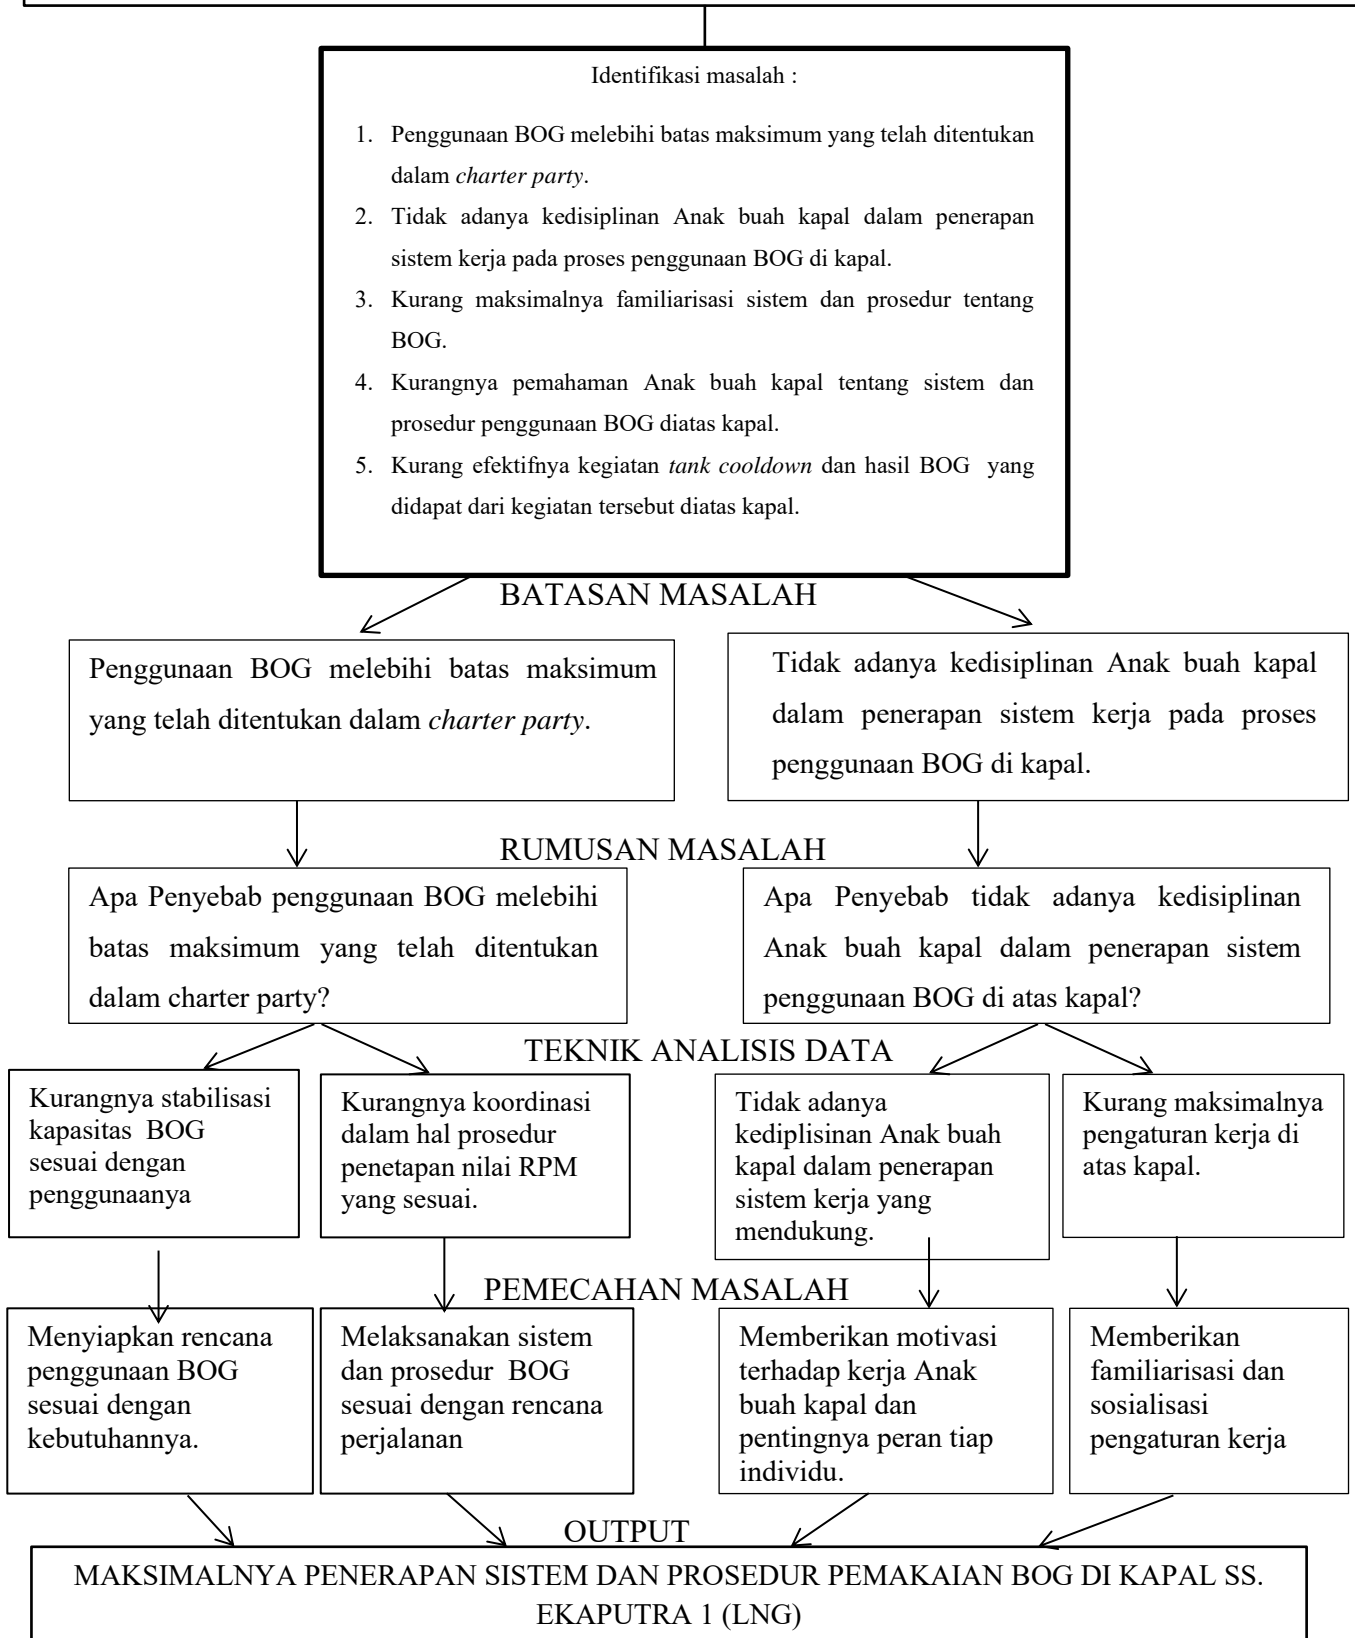 Identifikasi masalah :
1. Penggunaan BOG melebihi batas maksimum yang telah ditentukan
dalam charter party.
2. Tidak adanya kedisiplinan Anak buah kapal dalam penerapan
sistem kerja pada proses penggunaan BOG di kapal.
3. Kurang maksimalnya familiarisasi sistem dan prosedur tentang
BOG.
4. Kurangnya pemahaman Anak buah kapal tentang sistem dan
prosedur penggunaan BOG diatas kapal.
5. Kurang efektifnya kegiatan tank cooldown dan hasil BOG yang
didapat dari kegiatan tersebut diatas kapal.
BATASAN MASALAH
Penggunaan BOG melebihi batas maksimum
yang telah ditentukan dalam charter party.
Tidak adanya kedisiplinan Anak buah kapal
dalam penerapan sistem kerja pada proses
penggunaan BOG di kapal.
RUMUSAN MASALAH
Apa Penyebab penggunaan BOG melebihi
batas maksimum yang telah ditentukan
dalam charter party?
Apa Penyebab tidak adanya kedisiplinan
Anak buah kapal dalam penerapan sistem
penggunaan BOG di atas kapal?
TEKNIK ANALISIS DATA
Kurangnya stabilisasi
kapasitas BOG
sesuai dengan
penggunaanya
Kurangnya koordinasi
dalam hal prosedur
penetapan nilai RPM
yang sesuai.
Tidak adanya
kediplisinan Anak buah
kapal dalam penerapan
sistem kerja yang
mendukung.
Kurang maksimalnya
pengaturan kerja di
atas kapal.
PEMECAHAN MASALAH
Menyiapkan rencana
penggunaan BOG
sesuai dengan
kebutuhannya.
Melaksanakan sistem
dan prosedur BOG
sesuai dengan rencana
perjalanan
Memberikan motivasi
terhadap kerja Anak
buah kapal dan
pentingnya peran tiap
individu.
Memberikan
familiarisasi dan
sosialisasi
pengaturan kerja
OUTPUT
MAKSIMALNYA PENERAPAN SISTEM DAN PROSEDUR PEMAKAIAN BOG DI KAPAL SS.
EKAPUTRA 1 (LNG)